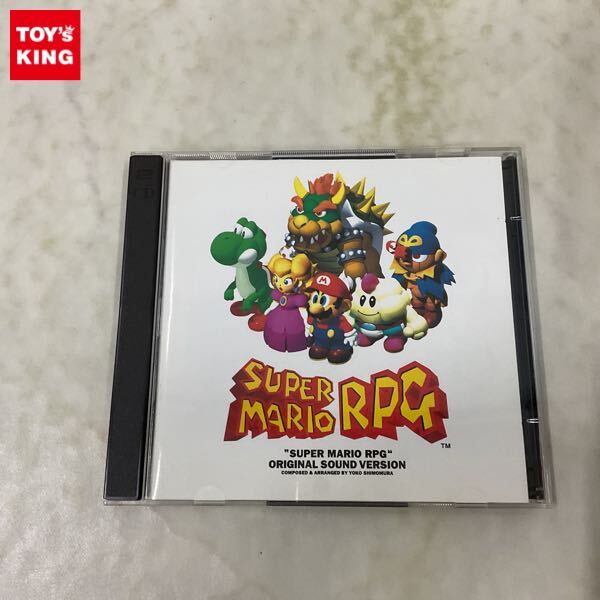 TOY's
KING
SUPER
MARIO RPG
TM
"SUPER MARIO RPG"
ORIGINAL SOUND VERSION
COMPOSED & ARRANGED BY YOKO SHIMOMURA
M